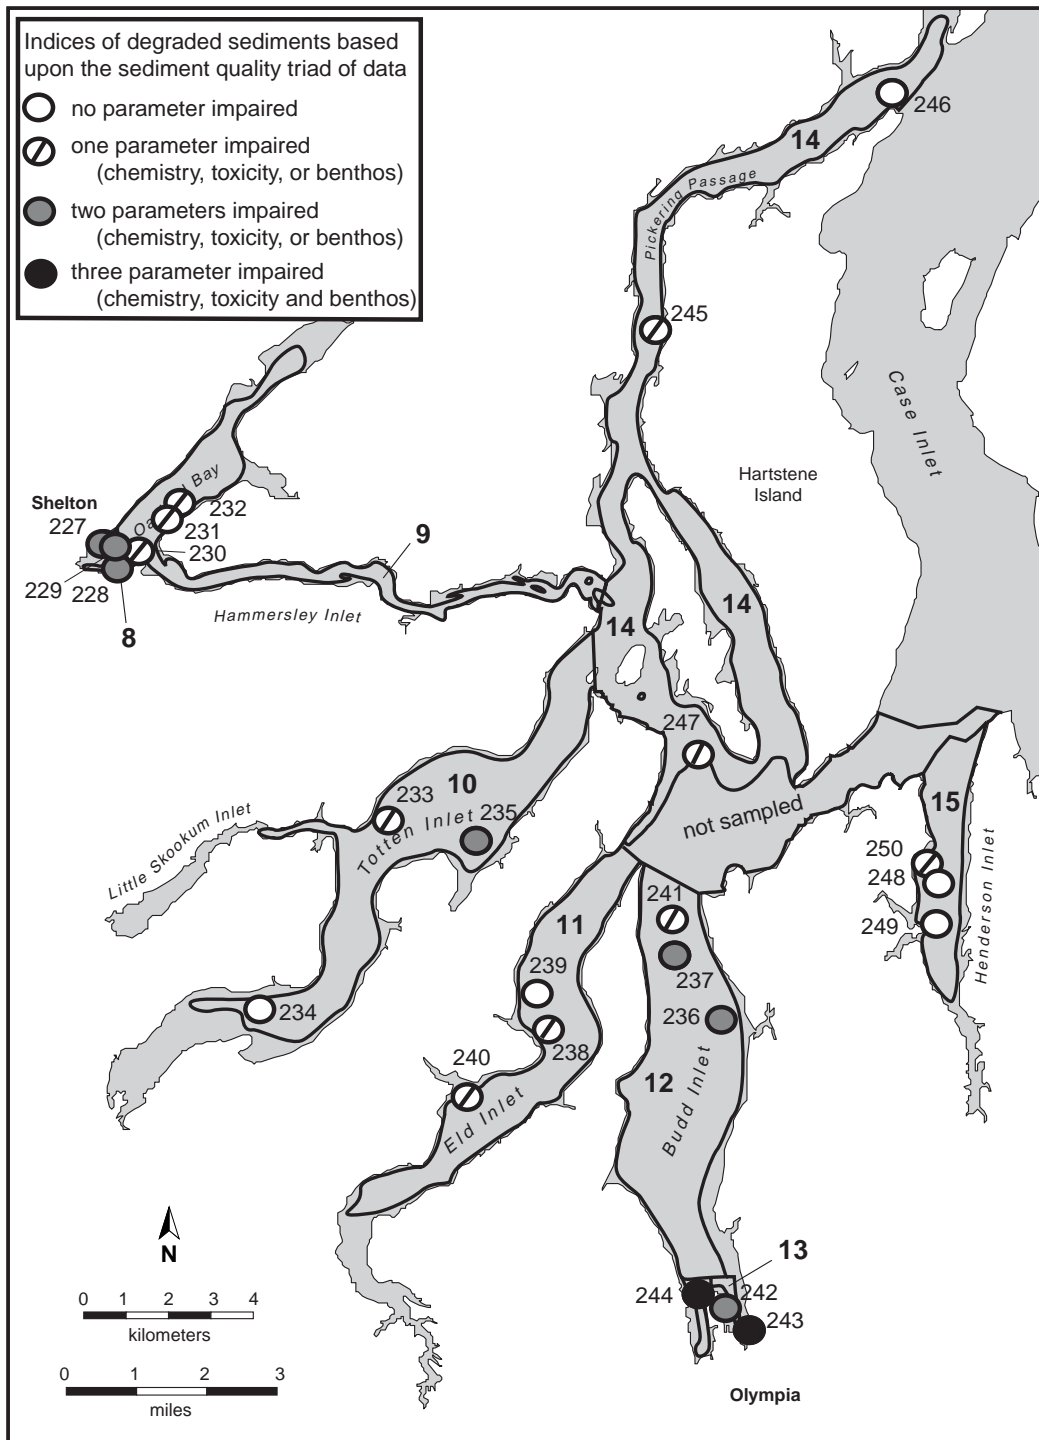 Indices of degraded sediments based
upon the sediment quality triad of data
no parameter impaired
one parameter impaired
(chemistry, toxicity, or benthos)
two parameters impaired
(chemistry, toxicity, or benthos)
three parameter impaired
(chemistry, toxicity and benthos)
246
14
Pickering Passage
245
Case Inlet
Hartstene
Island
Shelton
Bay
232
227
231
230
229
228
8
9
Hammersley Inlet
14
14
247
not sampled
10
233
235
Totten Inlet
Little Skookum Inlet
15
250
248
249
Henderson Inlet
241
11
237
239
236
234
238
240
12
Eld Inlet
Budd Inlet
N
13
244
242
243
0 1 2 3 4
kilometers
0 1 2 3
miles
Olympia